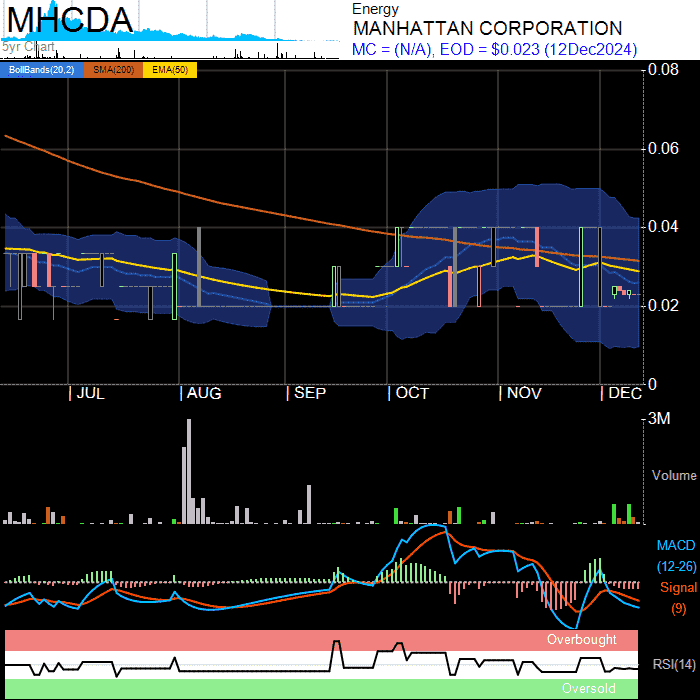 MHCDA
5yr Chart
Energy
MANHATTAN CORPORATION
MC = (N/A), EOD = $0.023 (12Dec2024)
BollBands(20,2) SMA(200) EMA(50)
0.08
0.06
0.04
0.02
0
| JUL | AUG | SEP | OCT | NOV | DEC
3M
Volume
MACD
(12-26)
Signal
(9)
Overbought
RSI(14)
Oversold